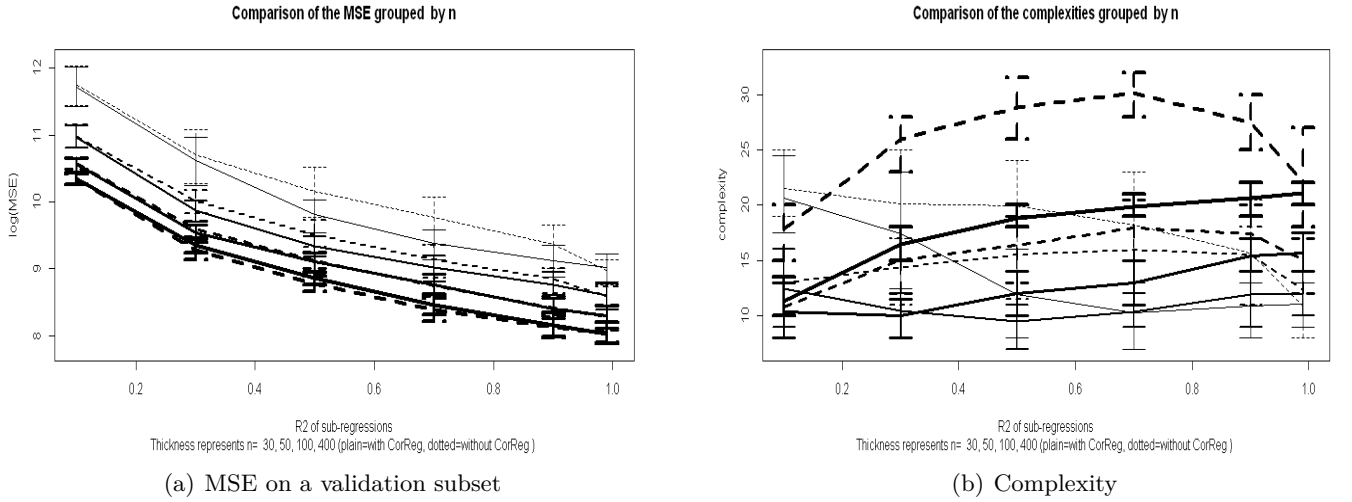 Comparison of the MSE grouped by n
12
11
10
9
8
log(MSE)
0.2 0.4 0.6 0.8 1.0
R2 of sub-regressions
Thickness represents n= 30, 50, 100, 400 (plain=with CorReg, dotted=without CorReg )
(a) MSE on a validation subset
Comparison of the complexities grouped by n
30
25
20
15
10
complexity
0.2 0.4 0.6 0.8 1.0
R2 of sub-regressions
Thickness represents n= 30, 50, 100, 400 (plain=with CorReg, dotted=without CorReg )
(b) Complexity